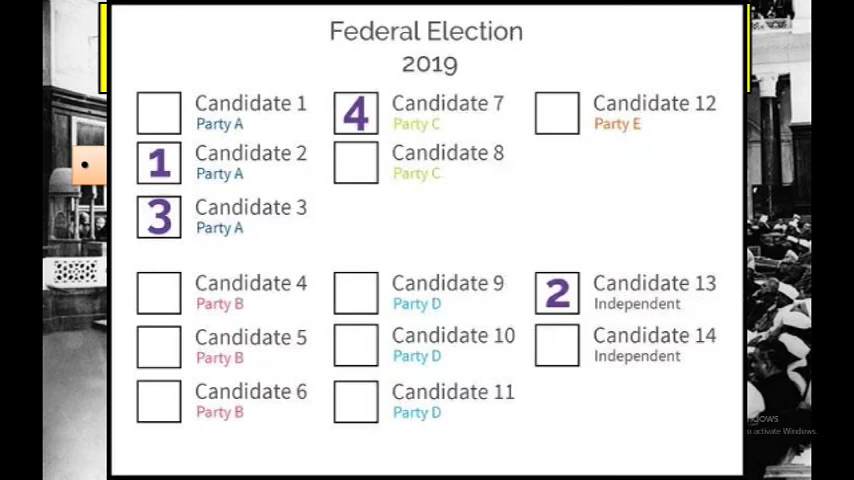 Federal Election
2019
Candidate 1
Party A
1
Candidate 2
Party A
3
Candidate 3
Party A
4
Candidate 7
Party C
Candidate 8
Party C
Candidate 12
Party E
Candidate 4
Party B
Candidate 5
Party B
Candidate 6
Party B
Candidate 9
Party D
Candidate 10
Party D
Candidate 11
Party D
2
Candidate 13
Independent
Candidate 14
Independent
activate Windows.